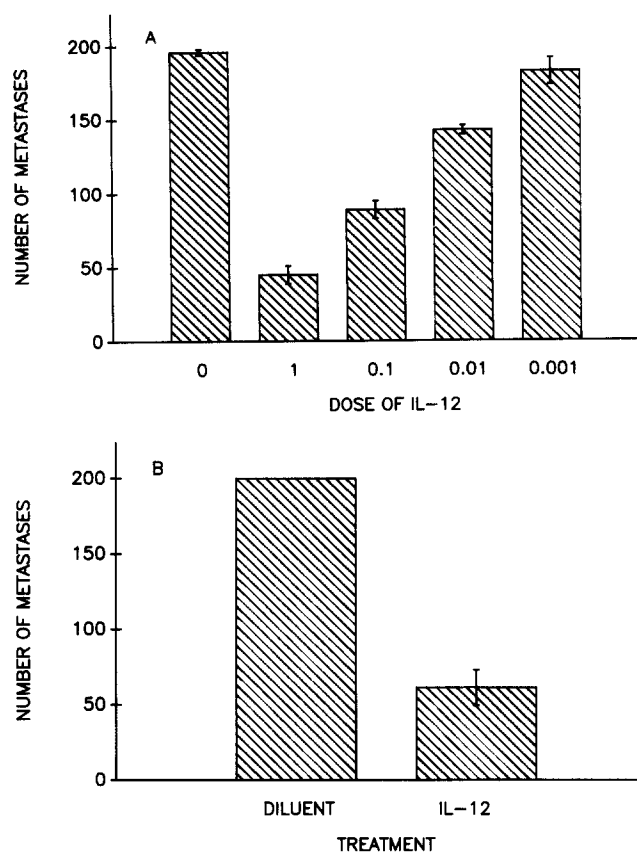 A
NUMBER OF METASTASES
200
150
100
50
0
0 1 0.1 0.01 0.001
DOSE OF IL-12
B
NUMBER OF METASTASES
200
150
100
50
0
DILUENT IL-12
TREATMENT